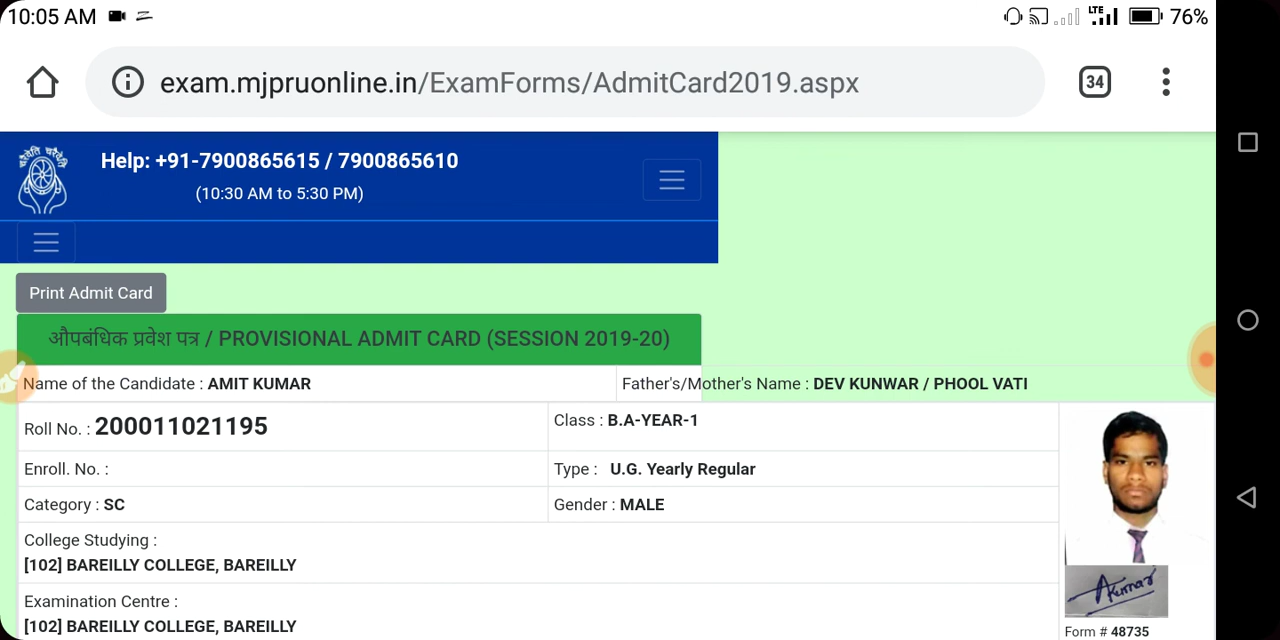 10:05 AM
LTE
76%
exam.mjpruonline.in/ExamForms/AdmitCard2019.aspx
34
Help: +91-7900865615 / 7900865610
(10:30 AM to 5:30 PM)
Print Admit Card
औपबंधिक प्रवेश पत्र / PROVISIONAL ADMIT CARD (SESSION 2019-20)
Name of the Candidate : AMIT KUMAR
Father's/Mother's Name : DEV KUNWAR / PHOOL VATI
Roll No. : 200011021195
Class : B.A-YEAR-1
Enroll. No. :
Type : U.G. Yearly Regular
Category : SC
Gender : MALE
College Studying :
[102] BAREILLY COLLEGE, BAREILLY
Examination Centre :
[102] BAREILLY COLLEGE, BAREILLY
AKumar
Form # 48735